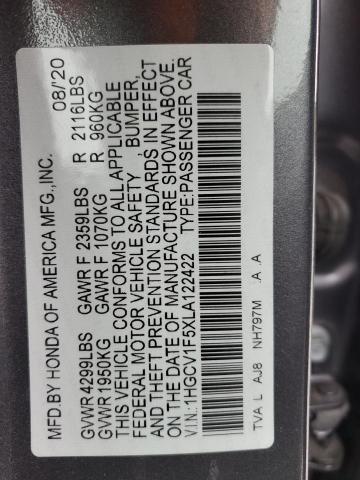 MFD.BY HONDA OF AMERICA MFG.,INC. 08/20
GVWR 4299LBS GAWR F 2359LBS R 2116LBS
GVWR 1950KG GAWR F 1070KG R 960KG
THIS VEHICLE CONFORMS TO ALL APPLICABLE
FEDERAL MOTOR VEHICLE SAFETY , BUMPER,
AND THEFT PREVENTION STANDARDS IN EFFECT
ON THE DATE OF MANUFACTURE SHOWN ABOVE.
V.I.N.:1HGCV1F5XLA122422 TYPE:PASSENGER CAR
TVA L AJ8 NH797M .A .A